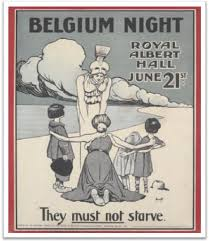 BELGIUM NIGHT
ROYAL
ALBERT
HALL
JUNE 21ST
They must not starve.